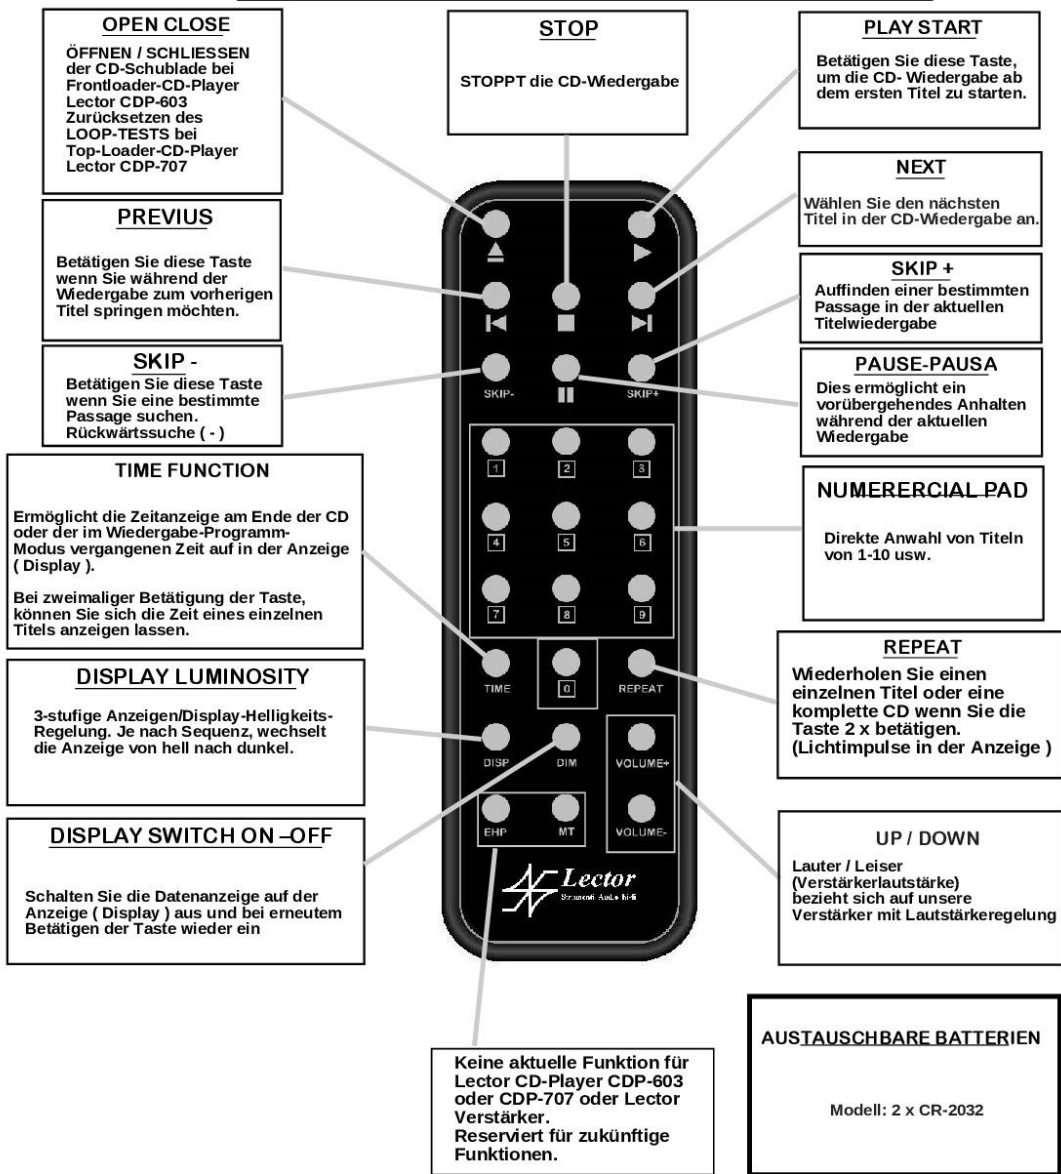 OPEN CLOSE
ÖFFNEN / SCHLIESSEN
der CD-Schublade bei
Frontloader-CD-Player
Lector CDP-603
Zurücksetzen des
LOOP-TESTS bei
Top-Loader-CD-Player
Lector CDP-707
STOP
STOPPT die CD-Wiedergabe
PLAY START
Betätigen Sie diese Taste,
um die CD- Wiedergabe ab
dem ersten Titel zu starten.
PREVIUS
Betätigen Sie diese Taste
wenn Sie während der
Wiedergabe zum vorherigen
Titel springen möchten.
NEXT
Wählen Sie den nächsten
Titel in der CD-Wiedergabe an.
SKIP +
Auffinden einer bestimmten
Passage in der aktuellen
Titelwiedergabe
SKIP -
Betätigen Sie diese Taste
wenn Sie eine bestimmte
Passage suchen.
Rückwärtssuche ( - )
PAUSE-PAUSA
Dies ermöglicht ein
vorübergehendes Anhalten
während der aktuellen
Wiedergabe
TIME FUNCTION
Ermöglicht die Zeitanzeige am Ende der CD
oder der im Wiedergabe-Programm-
Modus vergangenen Zeit auf in der Anzeige
( Display ).
Bei zweimaliger Betätigung der Taste,
können Sie sich die Zeit eines einzelnen
Titels anzeigen lassen.
NUMERERCIAL PAD
Direkte Anwahl von Titeln
von 1-10 usw.
DISPLAY LUMINOSITY
3-stufige Anzeigen/Display-Helligkeits-
Regelung. Je nach Sequenz, wechselt
die Anzeige von hell nach dunkel.
REPEAT
Wiederholen Sie einen
einzelnen Titel oder eine
komplette CD wenn Sie die
Taste 2 x betätigen.
(Lichtimpulse in der Anzeige )
DISPLAY SWITCH ON –OFF
Schalten Sie die Datenanzeige auf der
Anzeige ( Display ) aus und bei erneutem
Betätigen der Taste wieder ein
UP / DOWN
Lauter / Leiser
(Verstärkerlautstärke)
bezieht sich auf unsere
Verstärker mit Lautstärkeregelung
SKIP- SKIP+
1 2 3
4 5 6
7 8 9
TIME 0 REPEAT
DISP DIM VOLUME+
EHP MT VOLUME-
Lector
Strumenti Audio hi-fi
Keine aktuelle Funktion für
Lector CD-Player CDP-603
oder CDP-707 oder Lector
Verstärker.
Reserviert für zukünftige
Funktionen.
AUSTAUSCHBARE BATTERIEN
Modell: 2 x CR-2032